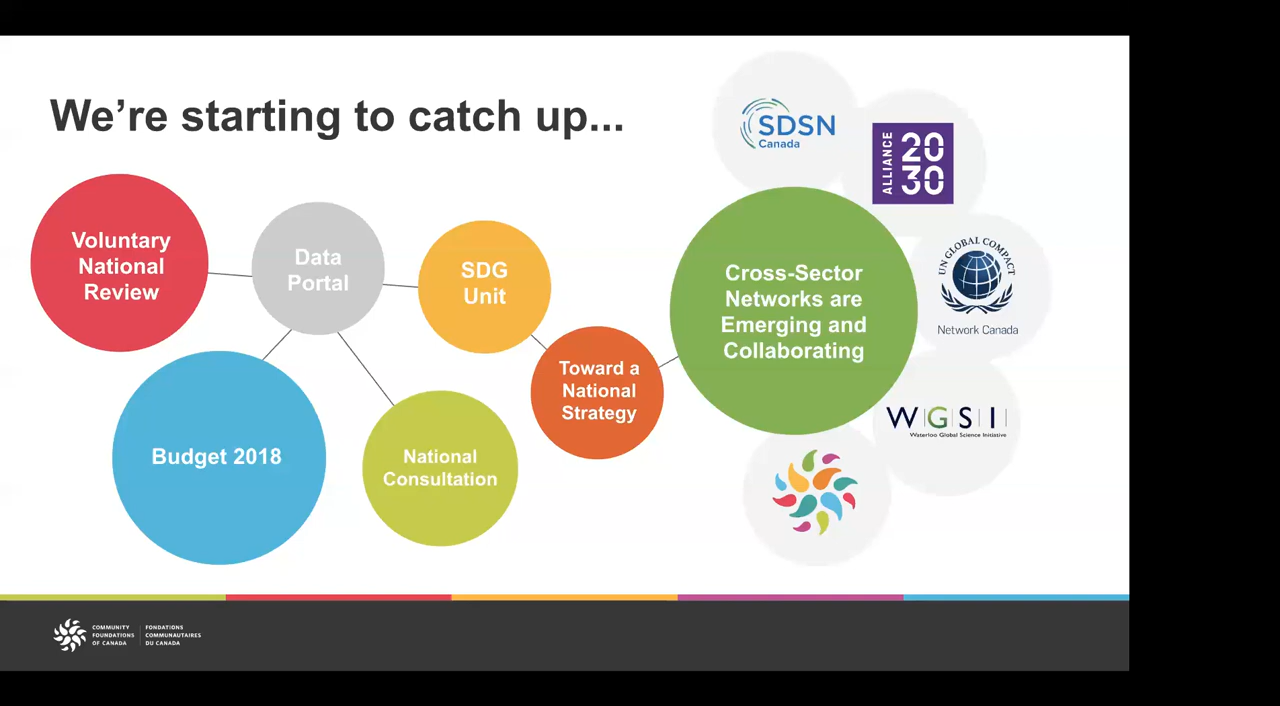 We're starting to catch up...
Voluntary
National
Review
Data
Portal
SDG
Unit
Toward a
National
Strategy
Budget 2018
National
Consultation
Cross-Sector
Networks are
Emerging and
Collaborating
SDSN
Canada
ALLIANCE
20
30
UN GLOBAL COMPACT
Network Canada
WGSI
Waterloo Global Science Initiative
COMMUNITY
FOUNDATIONS
OF CANADA
FONDATIONS
COMMUNAUTAIRES
DU CANADA